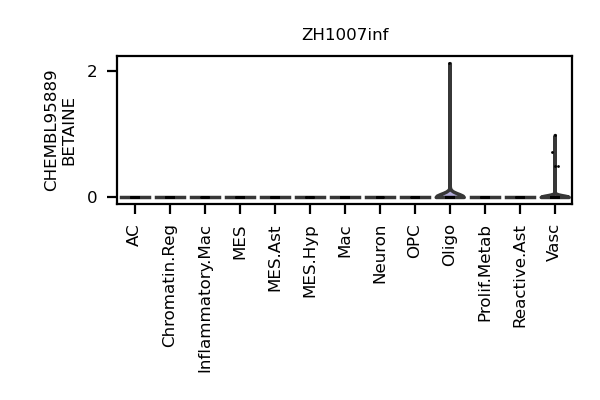 ZH1007inf
CHEMBL95889
BETAINE
2
0
AC
Chromatin.Reg
Inflammatory.Mac
MES
MES.Ast
MES.Hyp
Mac
Neuron
OPC
Oligo
Prolif.Metab
Reactive.Ast
Vasc